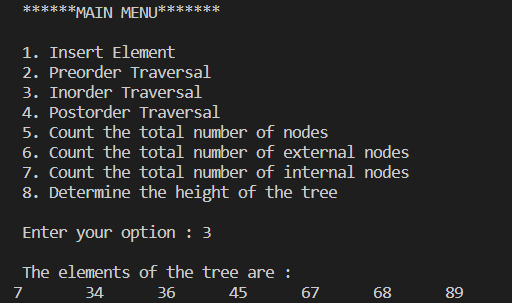 ******MAIN MENU*******
1. Insert Element
2. Preorder Traversal
3. Inorder Traversal
4. Postorder Traversal
5. Count the total number of nodes
6. Count the total number of external nodes
7. Count the total number of internal nodes
8. Determine the height of the tree
Enter your option : 3
The elements of the tree are :
7 34 36 45 67 68 89